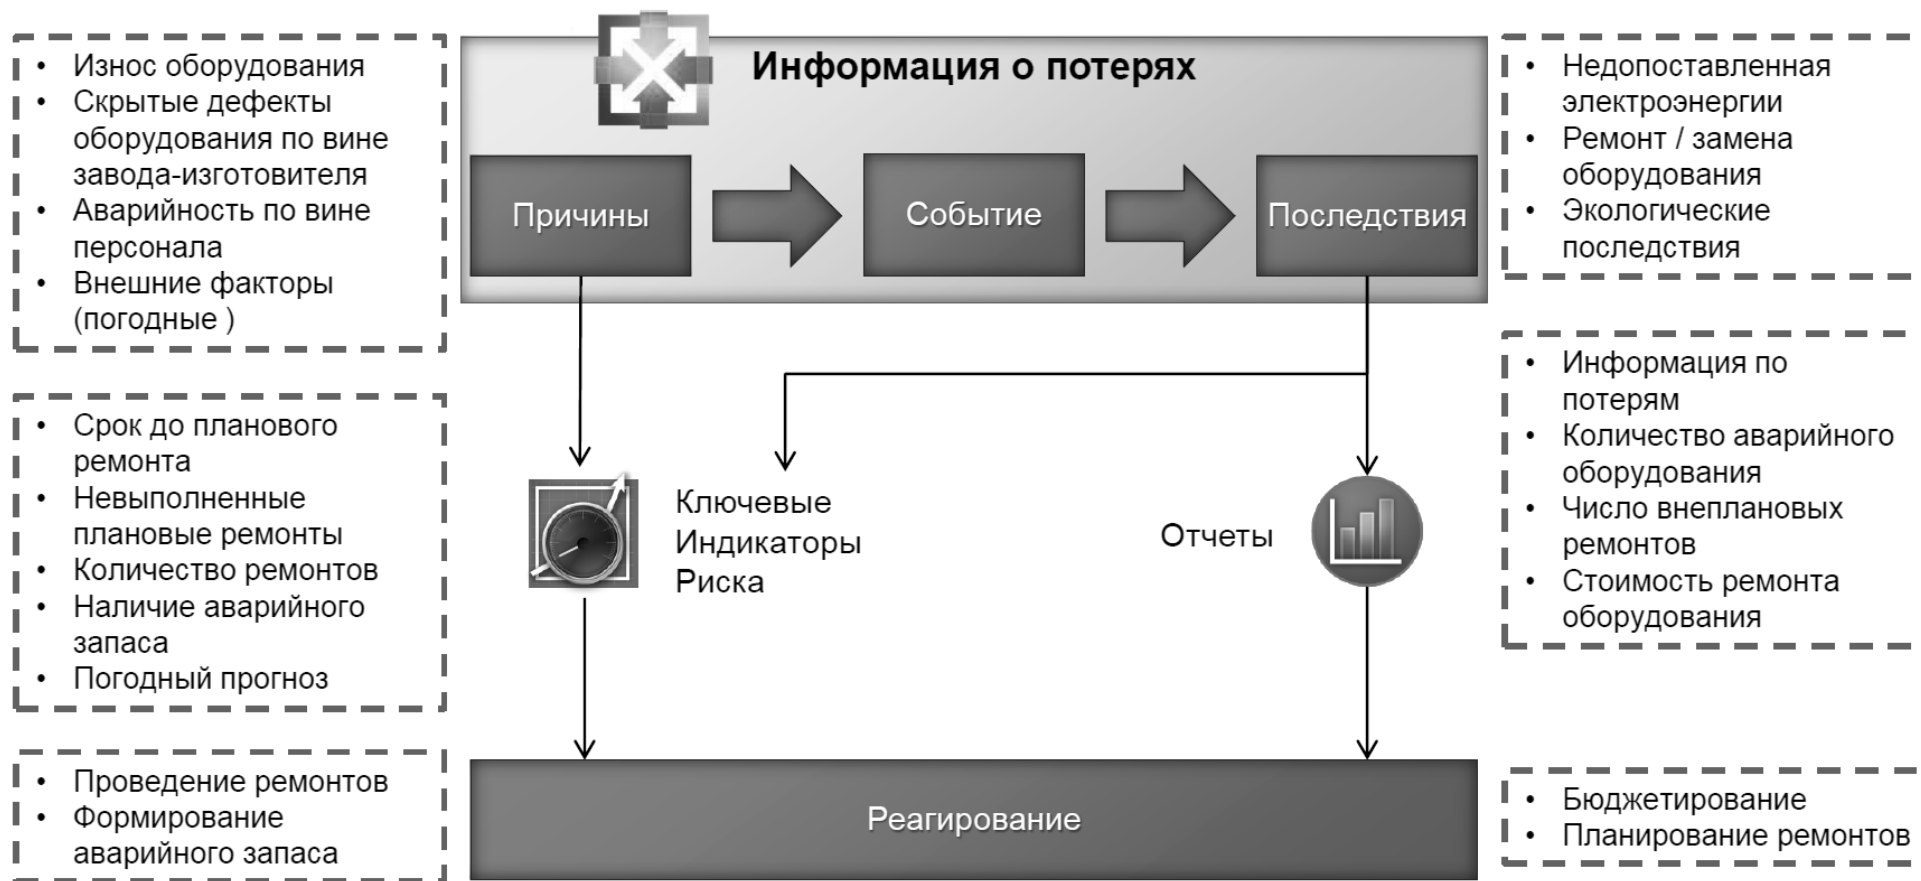 Информация о потерях
• Износ оборудования
• Скрытые дефекты
оборудования по вине
завода-изготовителя
• Аварийность по вине
персонала
• Внешние факторы
(погодные )
Причины
Событие
Последствия
• Недопоставленная
электроэнергии
• Ремонт / замена
оборудования
• Экологические
последствия
• Срок до планового
ремонта
• Невыполненные
плановые ремонты
• Количество ремонтов
• Наличие аварийного
запаса
• Погодный прогноз
Ключевые
Индикаторы
Риска
Отчеты
• Информация по
потерям
• Количество аварийного
оборудования
• Число внеплановых
ремонтов
• Стоимость ремонта
оборудования
• Проведение ремонтов
• Формирование
аварийного запаса
Реагирование
• Бюджетирование
• Планирование ремонтов